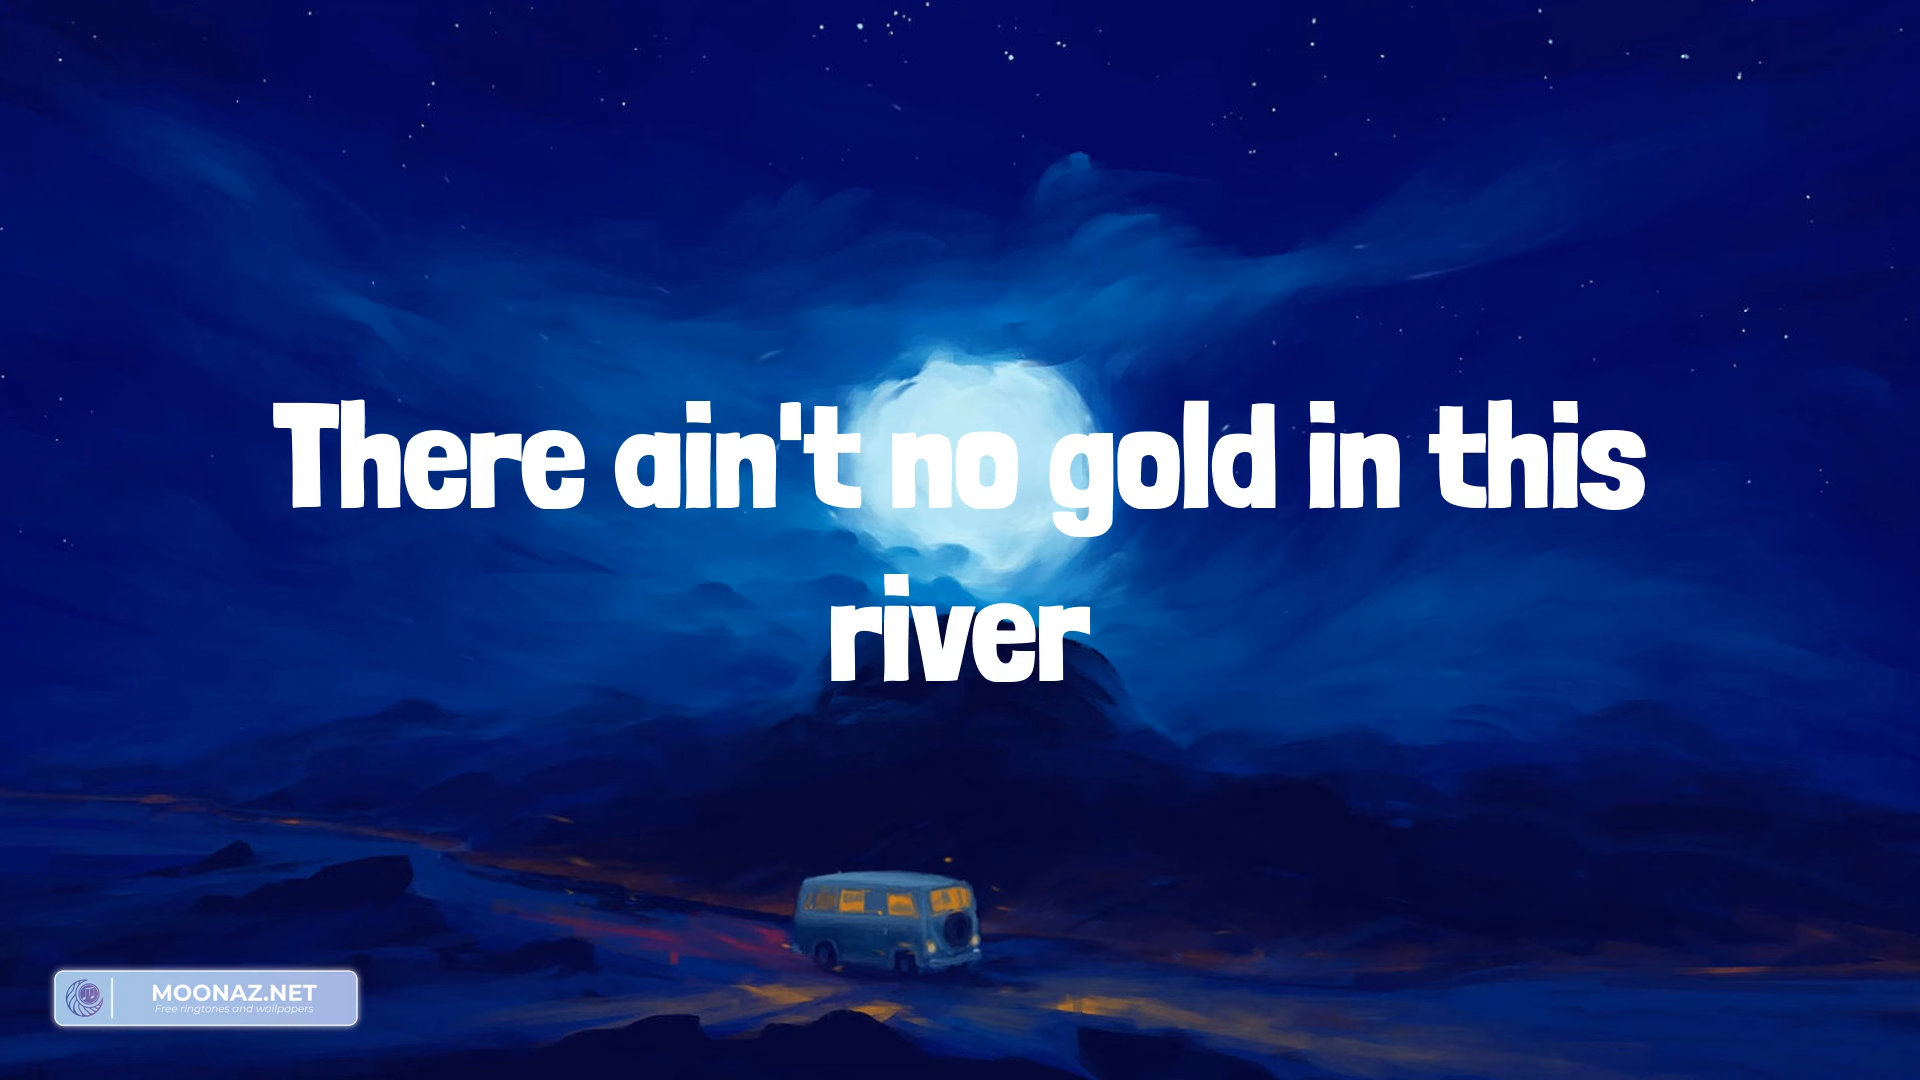 There ain't no gold in this
river
MOONAZ.NET
Free ringtones and wallpapers